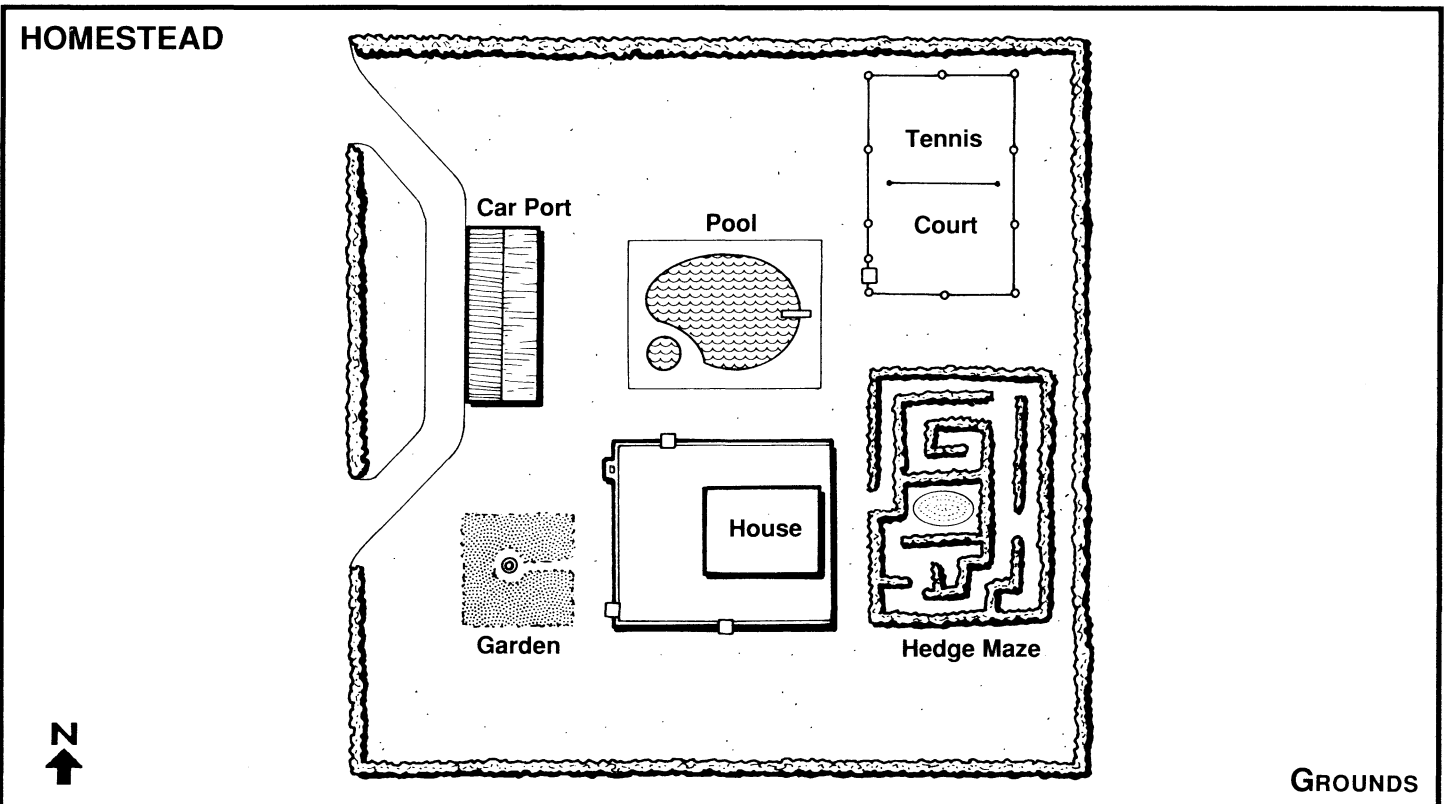 HOMESTEAD
Tennis
Court
Car Port
Pool
House
Garden
Hedge Maze
N
GROUNDS